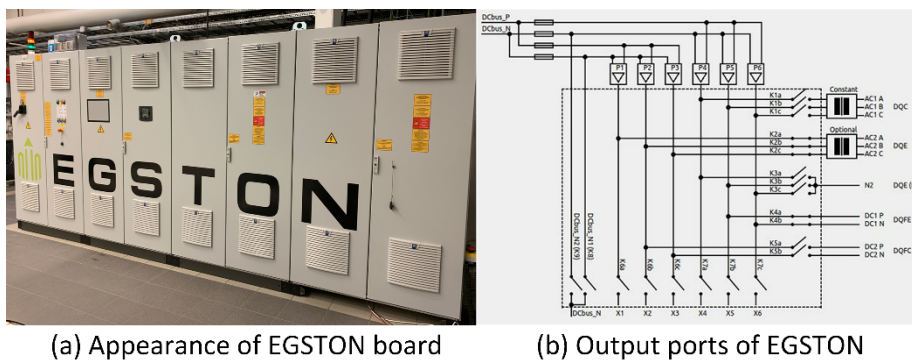 EGSTON
(a) Appearance of EGSTON board
DCbus_P
DCbus_N
P1 P2 P3 P4 P5 P6
K1a
K1b
K1c
Constant
AC1 A
AC1 B
AC1 C
DQC
K2a
K2b
K2c
Optional
AC2 A
AC2 B
AC2 C
DQE
K3a
K3b
K3c
N2
DQE (
K4a
K4b
DC1 P
DC1 N
DQFE
K5a
K5b
DC2 P
DC2 N
DQFC
DCbus_N2 (K9)
DCbus_N1 (K8)
K6a
K6b
K6c
K7a
K7b
K7c
DCbus_N
X1 X2 X3 X4 X5 X6
(b) Output ports of EGSTON